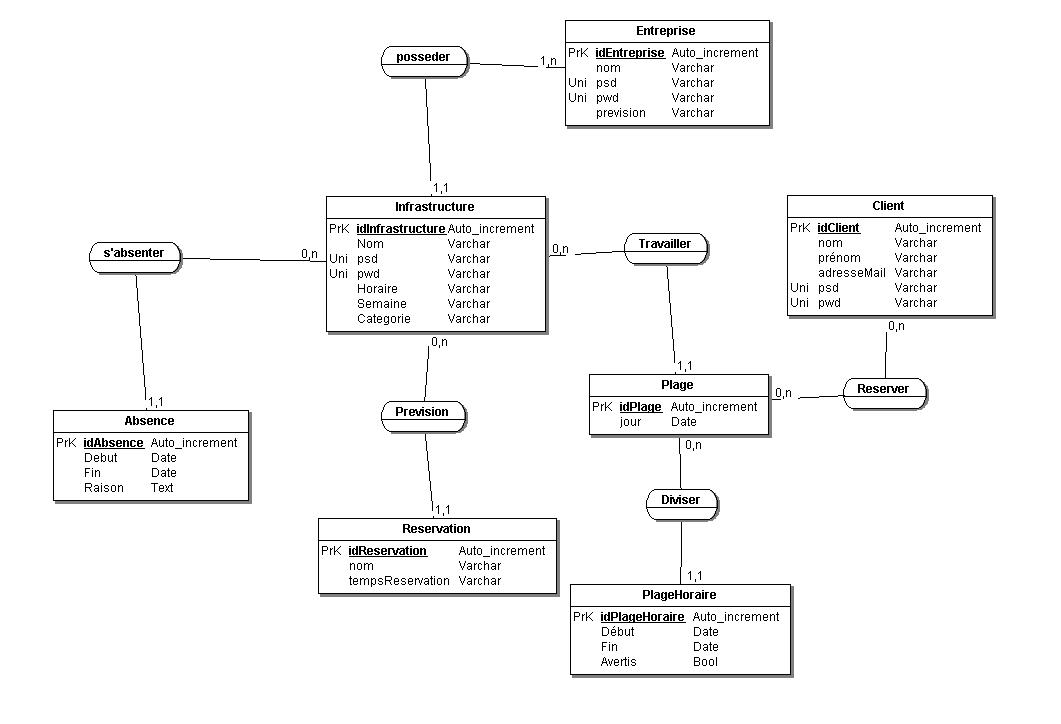 Entreprise
PrK idEntreprise Auto_increment
nom Varchar
Uni psd Varchar
Uni pwd Varchar
prevision Varchar
posseder
1,n
1,1
Infrastructure
PrK idInfrastructure Auto_increment
Nom Varchar
Uni psd Varchar
Uni pwd Varchar
Horaire Varchar
Semaine Varchar
Categorie Varchar
Client
PrK idClient Auto_increment
nom Varchar
prénom Varchar
adresseMail Varchar
Uni psd Varchar
Uni pwd Varchar
s'absenter
0,n
0,n
Travailler
0,n
0,n
1,1
1,1
Absence
PrK idAbsence Auto_increment
Debut Date
Fin Date
Raison Text
Prevision
Plage
PrK idPlage Auto_increment
jour Date
0,n
Reserver
0,n
Diviser
1,1
Reservation
PrK idReservation Auto_increment
nom Varchar
tempsReservation Varchar
1,1
PlageHoraire
PrK idPlageHoraire Auto_increment
Début Date
Fin Date
Avertis Bool